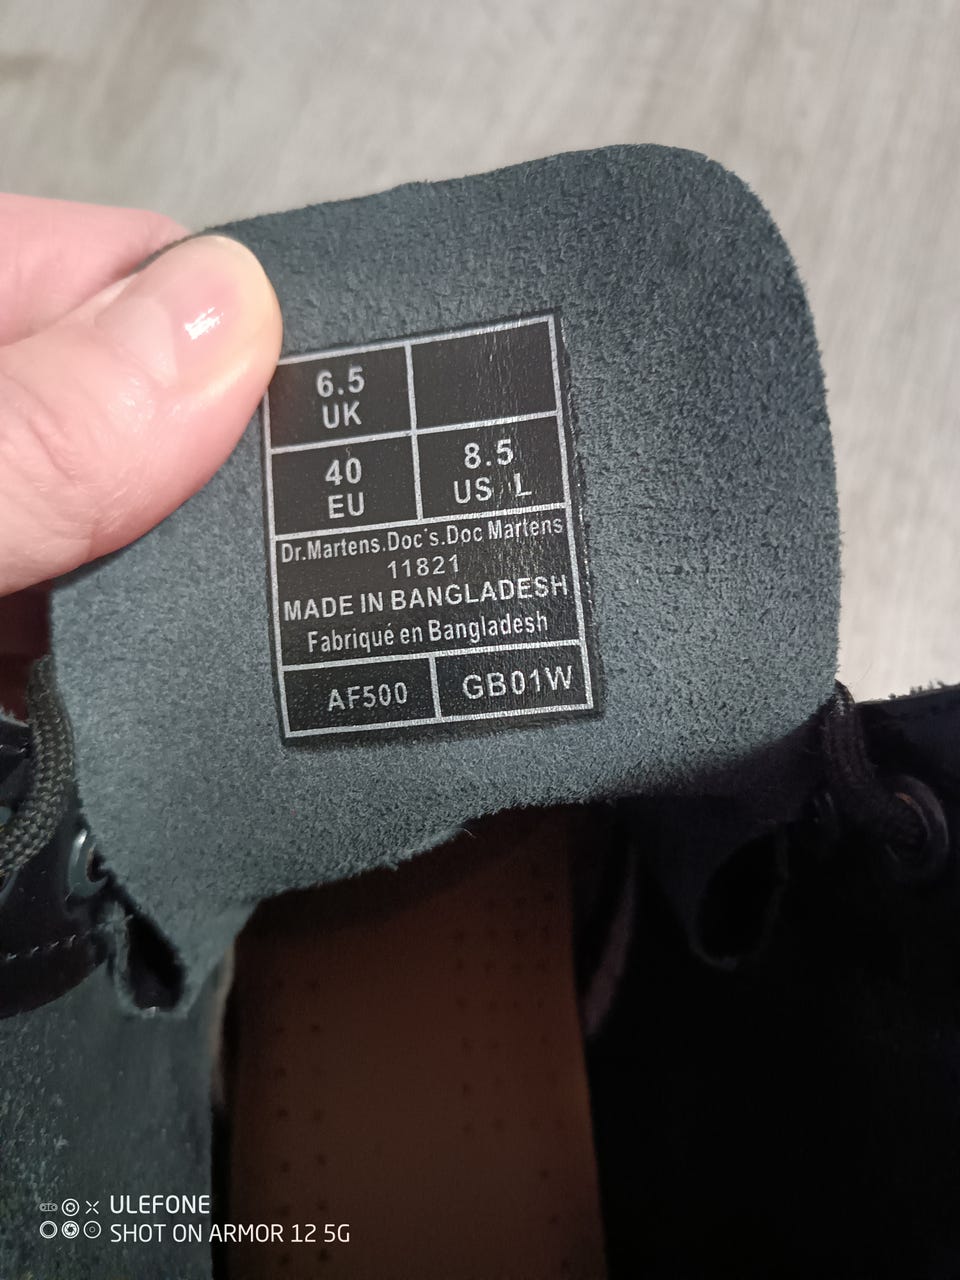 6.5
UK
40
EU
8.5
US L
Dr.Martens.Doc's.Doc Martens
11821
MADE IN BANGLADESH
Fabriqué en Bangladesh
AF500
GB01W
ULEFONE
SHOT ON ARMOR 12 5G